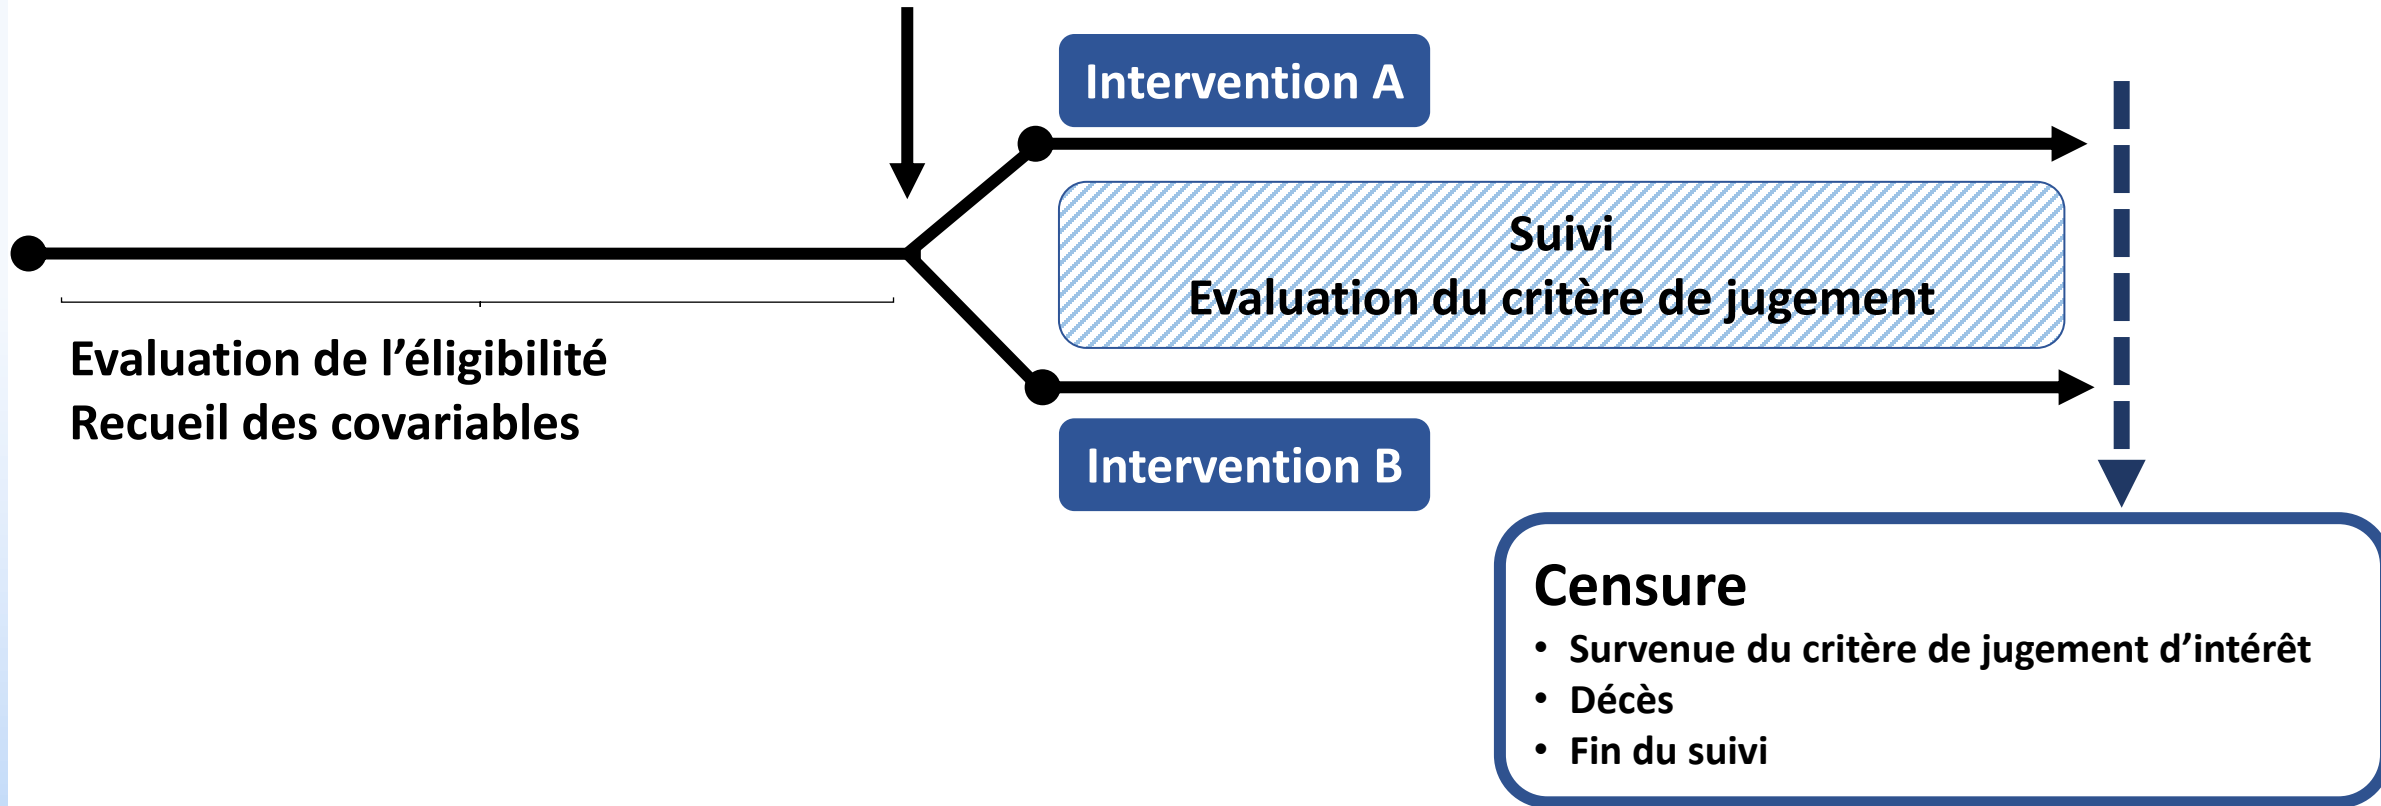 Intervention A
Suivi
Evaluation du critère de jugement
Evaluation de l’éligibilité
Recueil des covariables
Intervention B
Censure
• Survenue du critère de jugement d’intérêt
• Décès
• Fin du suivi